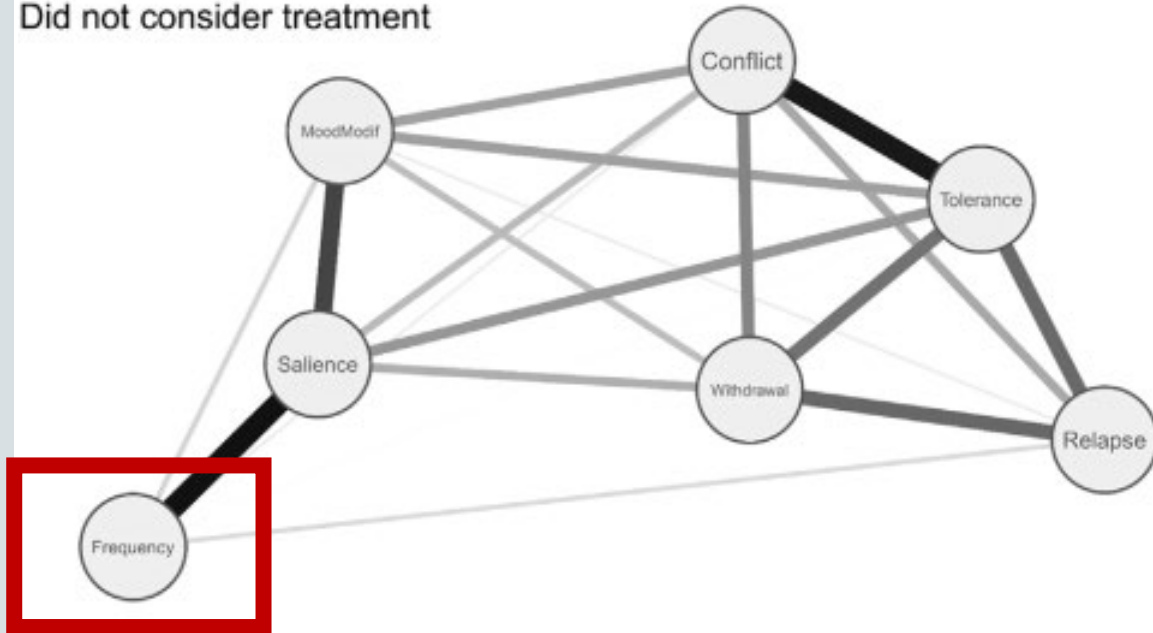 Did not consider treatment
Conflict
MoodModif
Tolerance
Salience
Withdrawal
Relapse
Frequency